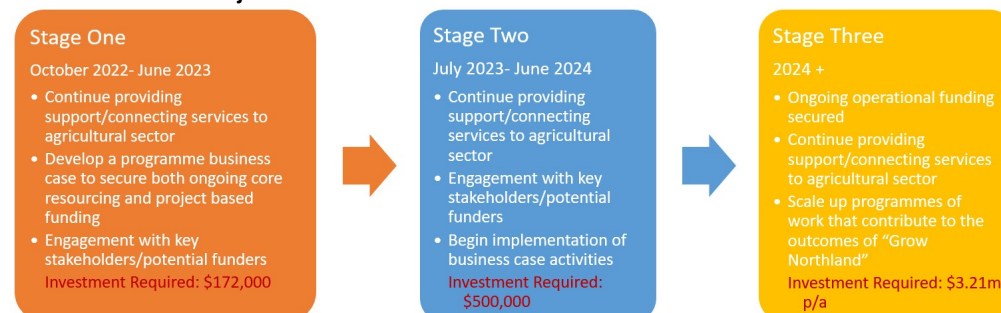 Stage One
October 2022- June 2023
• Continue providing
support/connecting services to
agricultural sector
• Develop a programme business
case to secure both ongoing core
resourcing and project based
funding
• Engagement with key
stakeholders/potential funders
Investment Required: $172,000
Stage Two
July 2023- June 2024
• Continue providing
support/connecting
services to agricultural
sector
• Engagement with key
stakeholders/potential
funders
• Begin implementation of
business case activities
Investment Required:
$500,000
Stage Three
2024 +
• Ongoing operational funding
secured
• Continue providing
support/connecting services
to agricultural sector
• Scale up programmes of
work that contribute to the
outcomes of “Grow
Northland”
Investment Required: $3.21m
p/a